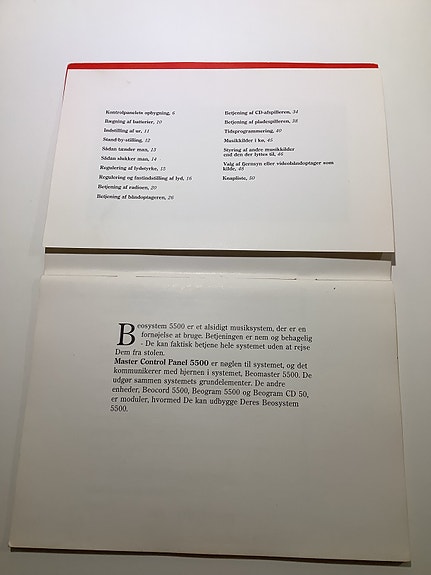 Kontrolpanelets opbygning, 6
Ilægning af batterier, 10
Indstilling af ur, 11
Stand-by-stilling, 12
Sådan tænder man, 13
Sådan slukker man, 14
Regulering af lydstyrke, 15
Regulering og fastindstilling af lyd, 16
Betjening af radioen, 20
Betjening af båndoptageren, 26
Betjening af CD-afspilleren, 34
Betjening af pladespilleren, 38
Tidsprogrammering, 40
Musikkilder i kø, 45
Styring af andre musikkilder
end den der lyttes til, 46
Valg af fjernsyn eller videobåndoptager som
kilde, 48
Knapliste, 50
Beosystem 5500 er et alsidigt musiksystem, der er en
fornøjelse at bruge. Betjeningen er nem og behagelig
- De kan faktisk betjene hele systemet uden at rejse
Dem fra stolen.
Master Control Panel 5500 er nøglen til systemet, og det
kommunikerer med hjernen i systemet, Beomaster 5500. De
udgør sammen systemets grundelementer. De andre
enheder, Beocord 5500, Beogram 5500 og Beogram CD 50,
er moduler, hvormed De kan udbygge Deres Beosystem
5500.